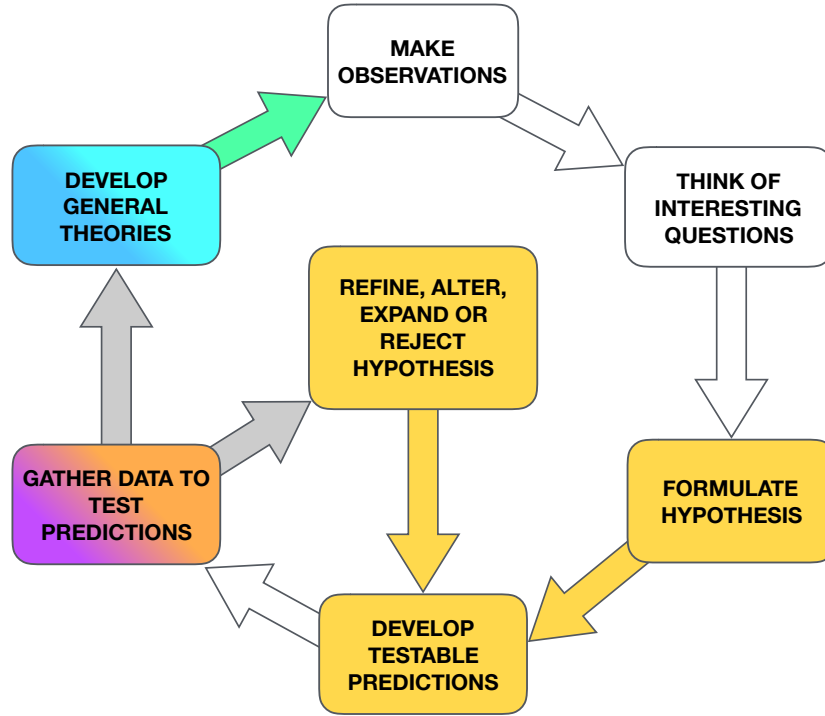 MAKE
OBSERVATIONS
THINK OF
INTERESTING
QUESTIONS
FORMULATE
HYPOTHESIS
DEVELOP
TESTABLE
PREDICTIONS
GATHER DATA TO
TEST
PREDICTIONS
REFINE, ALTER,
EXPAND OR
REJECT
HYPOTHESIS
DEVELOP
GENERAL
THEORIES